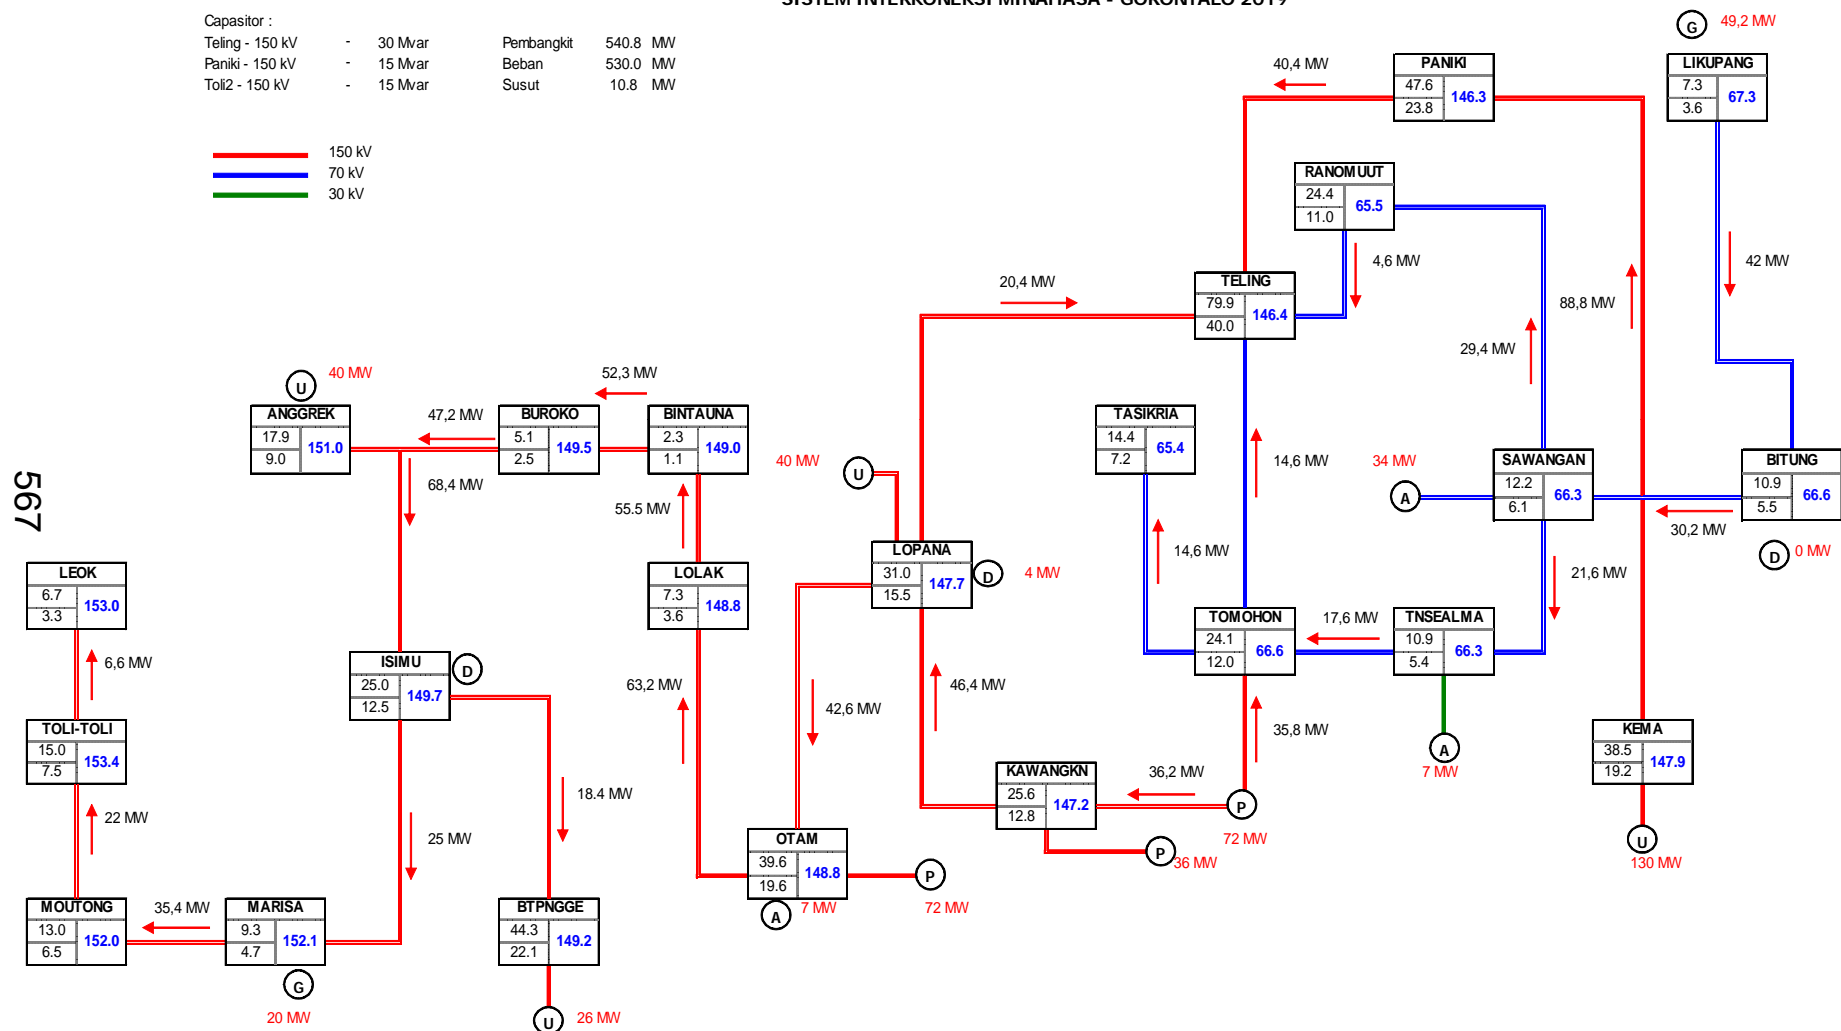 SISTEM INTERKONEKSI MINAHASA - GORONTALO 2019
Capasitor :
Teling - 150 kV - 30 Mvar Pembangkit 540.8 MW
Paniki - 150 kV - 15 Mvar Beban 530.0 MW
Toli2 - 150 kV - 15 Mvar Susut 10.8 MW
150 kV
70 kV
30 kV
G 49,2 MW
PANIKI
47.6
23.8
146.3
40,4 MW
LIKUPANG
7.3
3.6
67.3
RANOMUUT
24.4
11.0
65.5
4,6 MW
42 MW
20,4 MW
TELING
79.9
40.0
146.4
88,8 MW
29,4 MW
U 40 MW
52,3 MW
ANGGREK
17.9
9.0
151.0
47,2 MW
BUROKO
5.1
2.5
149.5
BINTAUNA
2.3
1.1
149.0
TASIKRIA
14.4
7.2
65.4
40 MW
U
14,6 MW
34 MW
A
SAWANGAN
12.2
6.1
66.3
BITUNG
10.9
5.5
66.6
68,4 MW
55.5 MW
30,2 MW
D 0 MW
567
LEOK
6.7
3.3
153.0
LOLAK
7.3
3.6
148.8
LOPANA
31.0
15.5
147.7
D 4 MW
14,6 MW
21,6 MW
TOMOHON
24.1
12.0
66.6
17,6 MW
TNSEALMA
10.9
5.4
66.3
6,6 MW
ISIMU
25.0
12.5
149.7
D
63,2 MW
42,6 MW
46,4 MW
35,8 MW
TOLI-TOLI
15.0
7.5
153.4
A
7 MW
KEMA
38.5
19.2
147.9
KAWANGKN
25.6
12.8
147.2
36,2 MW
P
72 MW
22 MW
25 MW
18.4 MW
OTAM
39.6
19.6
148.8
P
36 MW
U
130 MW
P
72 MW
A 7 MW
MOUTONG
13.0
6.5
152.0
35,4 MW
MARISA
9.3
4.7
152.1
BTPNGGE
44.3
22.1
149.2
G
20 MW
U 26 MW